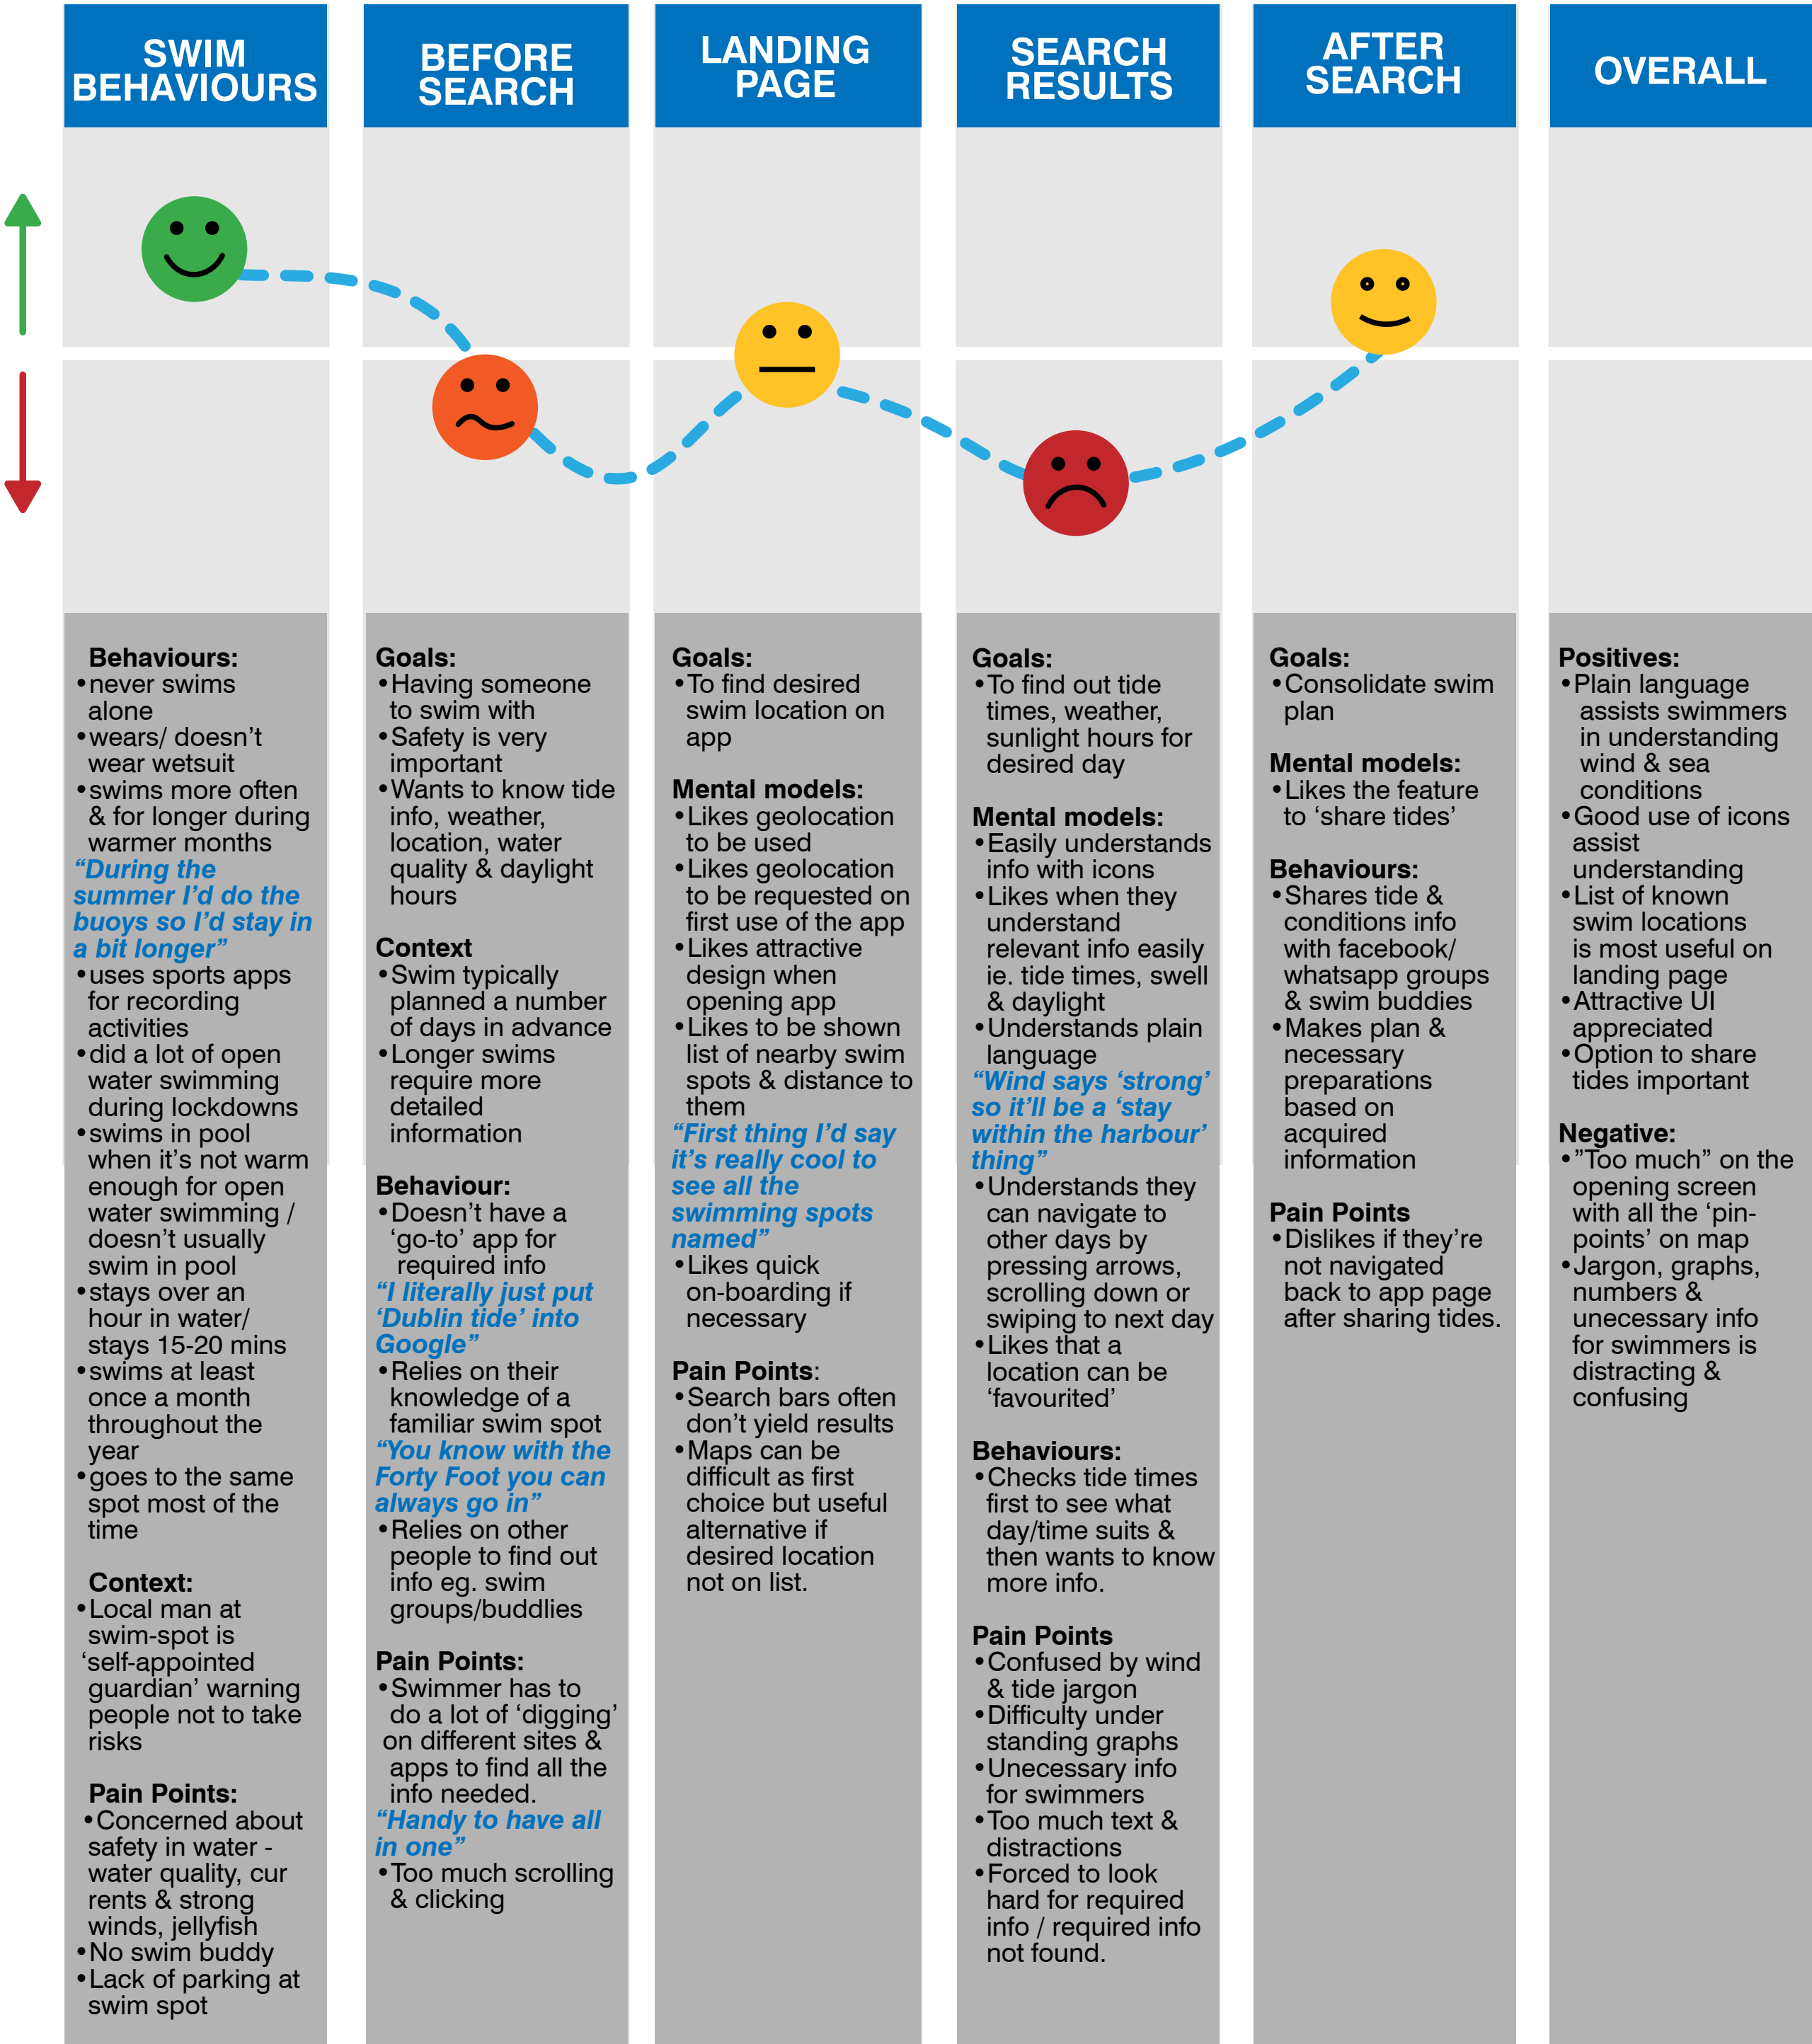 SWIM
BEHAVIOURS
BEFORE
SEARCH
LANDING
PAGE
SEARCH
RESULTS
AFTER
SEARCH
OVERALL
Behaviours:
•never swims
alone
•wears/ doesn’t
wear wetsuit
•swims more often
& for longer during
warmer months
“During the
summer I’d do the
buoys so I’d stay in
a bit longer”
•uses sports apps
for recording
activities
•did a lot of open
water swimming
during lockdowns
•swims in pool
when it’s not warm
enough for open
water swimming /
doesn’t usually
swim in pool
•stays over an
hour in water/
stays 15-20 mins
•swims at least
once a month
throughout the
year
•goes to the same
spot most of the
time
Context:
•Local man at
swim-spot is
‘self-appointed
guardian’ warning
people not to take
risks
Pain Points:
•Concerned about
safety in water -
water quality, cur
rents & strong
winds, jellyfish
•No swim buddy
•Lack of parking at
swim spot
Goals:
•Having someone
to swim with
•Safety is very
important
•Wants to know tide
info, weather,
location, water
quality & daylight
hours
Context
•Swim typically
planned a number
of days in advance
•Longer swims
require more
detailed
information
Behaviour:
•Doesn’t have a
‘go-to’ app for
required info
“I literally just put
‘Dublin tide’ into
Google”
•Relies on their
knowledge of a
familiar swim spot
“You know with the
Forty Foot you can
always go in”
•Relies on other
people to find out
info eg. swim
groups/buddlies
Pain Points:
•Swimmer has to
do a lot of ‘digging’
on different sites &
apps to find all the
info needed.
“Handy to have all
in one”
•Too much scrolling
& clicking
Goals:
•To find desired
swim location on
app
Mental models:
•Likes geolocation
to be used
•Likes geolocation
to be requested on
first use of the app
•Likes attractive
design when
opening app
•Likes to be shown
list of nearby swim
spots & distance to
them
“First thing I’d say
it’s really cool to
see all the
swimming spots
named”
•Likes quick
on-boarding if
necessary
Pain Points:
•Search bars often
don’t yield results
•Maps can be
difficult as first
choice but useful
alternative if
desired location
not on list.
Goals:
•To find out tide
times, weather,
sunlight hours for
desired day
Mental models:
•Easily understands
info with icons
•Likes when they
understand
relevant info easily
ie. tide times, swell
& daylight
•Understands plain
language
“Wind says ‘strong’
so it’ll be a ‘stay
within the harbour’
thing”
•Understands they
can navigate to
other days by
pressing arrows,
scrolling down or
swiping to next day
•Likes that a
location can be
‘favourited’
Behaviours:
•Checks tide times
first to see what
day/time suits &
then wants to know
more info.
Pain Points
•Confused by wind
& tide jargon
•Difficulty under
standing graphs
•Unecessary info
for swimmers
•Too much text &
distractions
•Forced to look
hard for required
info / required info
not found.
Goals:
•Consolidate swim
plan
Mental models:
•Likes the feature
to ‘share tides’
Behaviours:
•Shares tide &
conditions info
with facebook/
whatsapp groups
& swim buddies
•Makes plan &
necessary
preparations
based on
acquired
information
Pain Points
•Dislikes if they’re
not navigated
back to app page
after sharing tides.
Positives:
•Plain language
assists swimmers
in understanding
wind & sea
conditions
•Good use of icons
assist
understanding
•List of known
swim locations
is most useful on
landing page
•Attractive UI
appreciated
•Option to share
tides important
Negative:
•”Too much” on the
opening screen
with all the ‘pin-
points’ on map
•Jargon, graphs,
numbers &
unecessary info
for swimmers is
distracting &
confusing